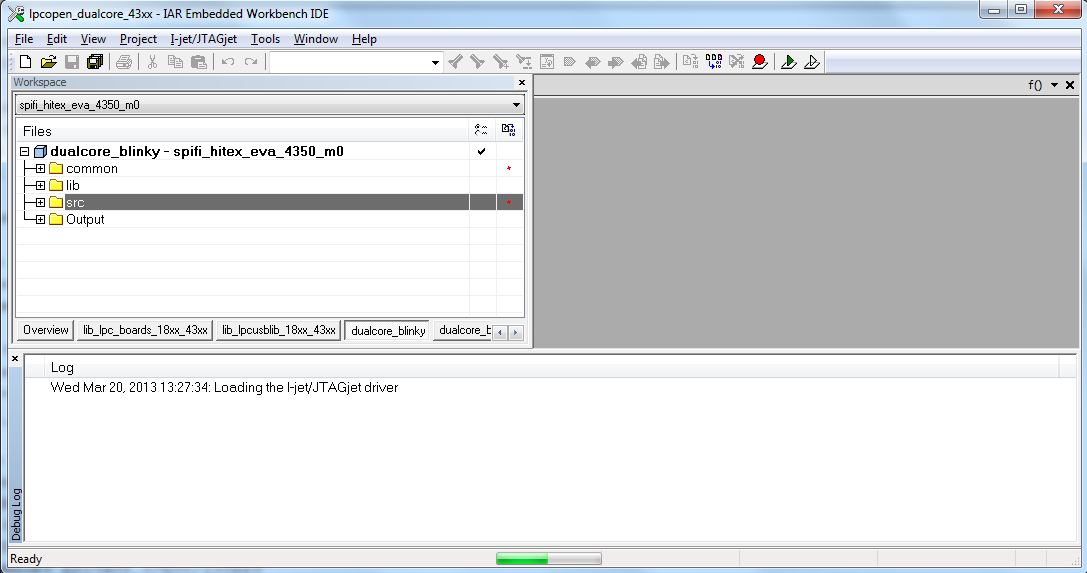 lpcopen_dualcore_43xx - IAR Embedded Workbench IDE
File Edit View Project I-jet/JTAGjet Tools Window Help
Workspace
f()
spifi_hitex_eva_4350_m0
Files
dualcore_blinky - spifi_hitex_eva_4350_m0
common
lib
src
Output
Overview lib_lpc_boards_18xx_43xx lib_lpcusblib_18xx_43xx dualcore_blinky dualcore_b
Log
Wed Mar 20, 2013 13:27:34: Loading the I-jet/JTAGjet driver
Debug Log
Ready